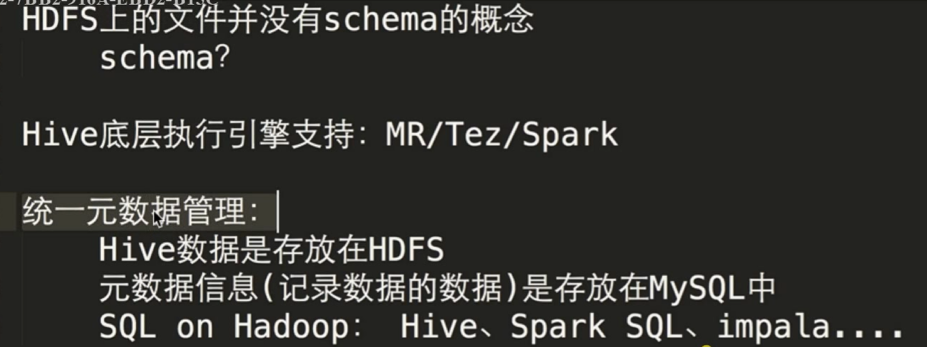 HDFS上的文件并没有schema的概念
schema?
Hive底层执行引擎支持: MR/Tez/Spark
统一元数据管理:
Hive数据是存放在HDFS
元数据信息(记录数据的数据)是存放在MySQL中
SQL on Hadoop: Hive、Spark SQL、impala....